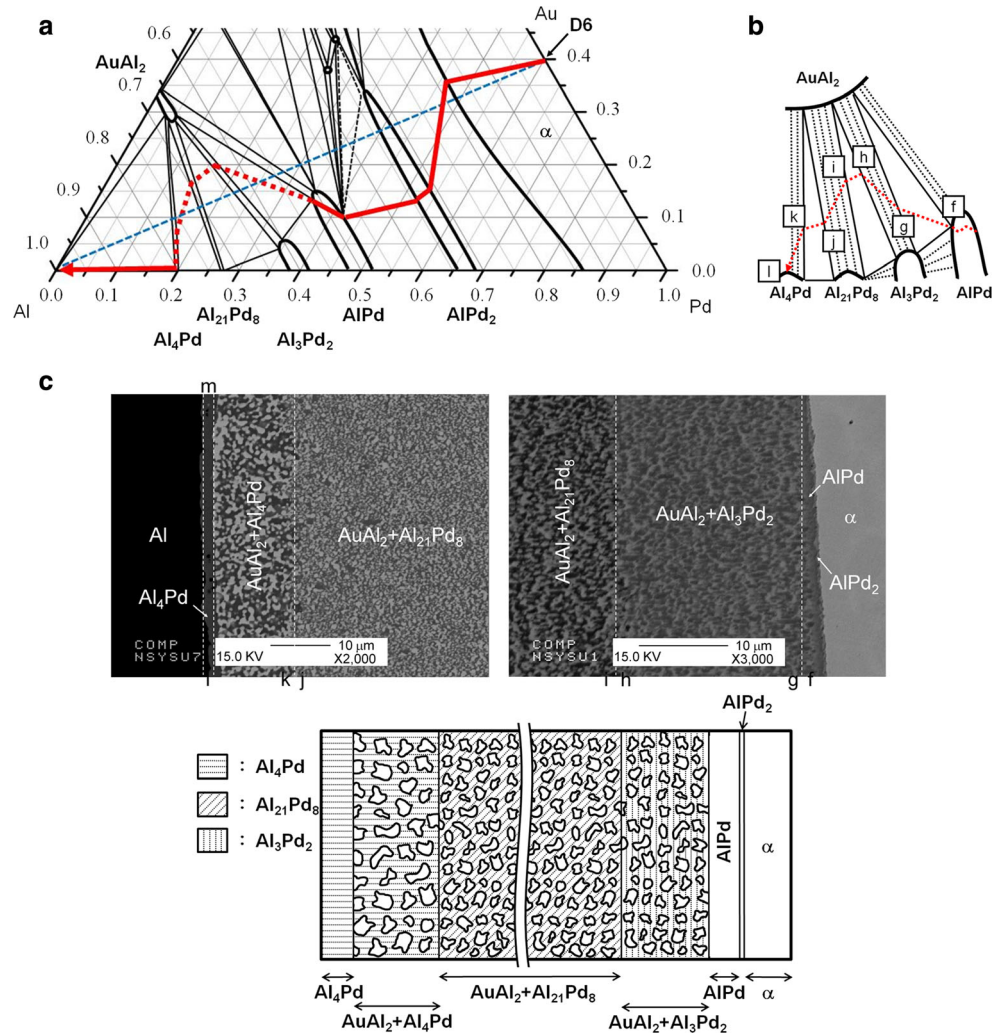 a
Au
D6
AuAl2
0.6
0.7
0.8
0.9
1.0
0.4
0.3
0.2
0.1
0.0
α
0.0 0.1 0.2 0.3 0.4 0.5 0.6 0.7 0.8 0.9 1.0
Al
Pd
Al4Pd
Al21Pd8
Al3Pd2
AlPd
AlPd2
b
AuAl2
h
i
k
j
g
f
l
Al4Pd Al21Pd8 Al3Pd2 AlPd
c
m
Al
Al4Pd
AuAl2+Al4Pd
AuAl2+Al21Pd8
COMP
NSYSU7
15.0 KV
10 μm
X2,000
l k j
AuAl2+Al21Pd8
AuAl2+Al3Pd2
AlPd
α
AlPd2
COMP
NSYSU1
15.0 KV
10 μm
X3,000
i h g f
: Al4Pd
: Al21Pd8
: Al3Pd2
AlPd2
AlPd
α
Al4Pd
AuAl2+Al4Pd
AuAl2+Al21Pd8
AuAl2+Al3Pd2
AlPd
α